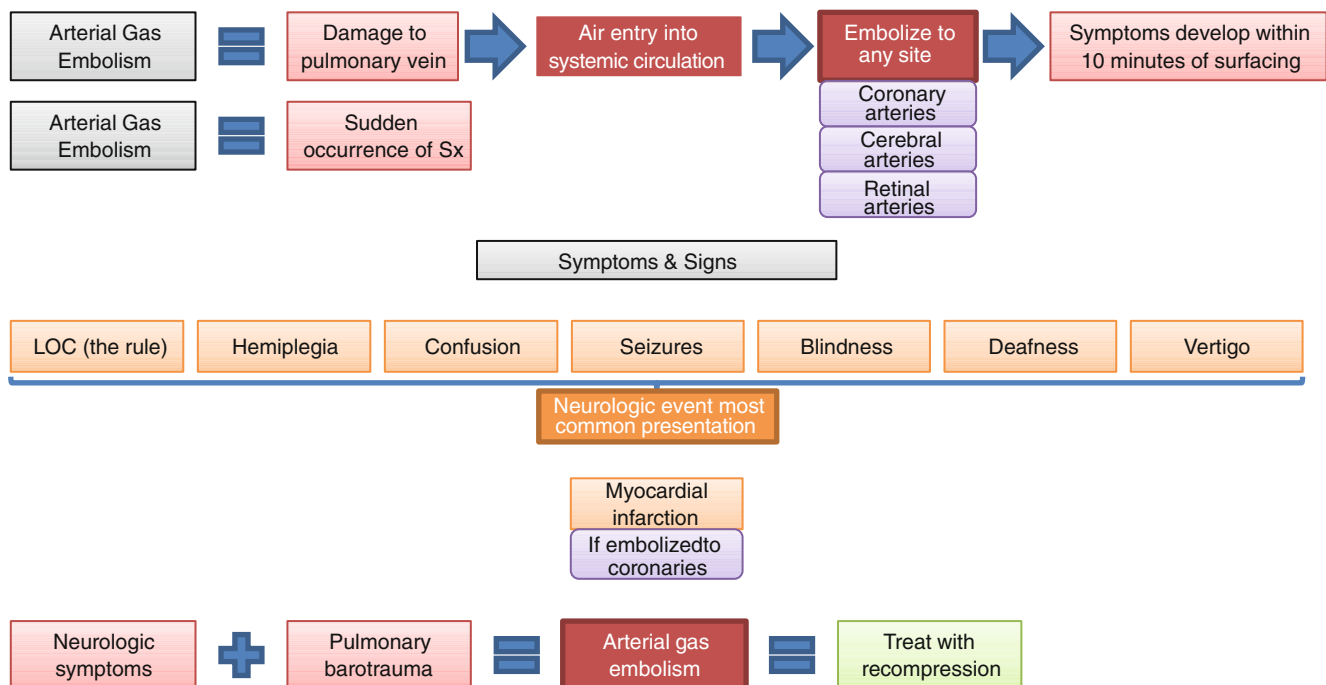 Arterial Gas
Embolism
Damage to
pulmonary vein
Air entry into
systemic circulation
Embolize to
any site
Symptoms develop within
10 minutes of surfacing
Coronary
arteries
Cerebral
arteries
Retinal
arteries
Arterial Gas
Embolism
Sudden
occurrence of Sx
Symptoms & Signs
LOC (the rule)
Hemiplegia
Confusion
Seizures
Blindness
Deafness
Vertigo
Neurologic event most
common presentation
Myocardial
infarction
If embolizedto
coronaries
Neurologic
symptoms
Pulmonary
barotrauma
Arterial gas
embolism
Treat with
recompression